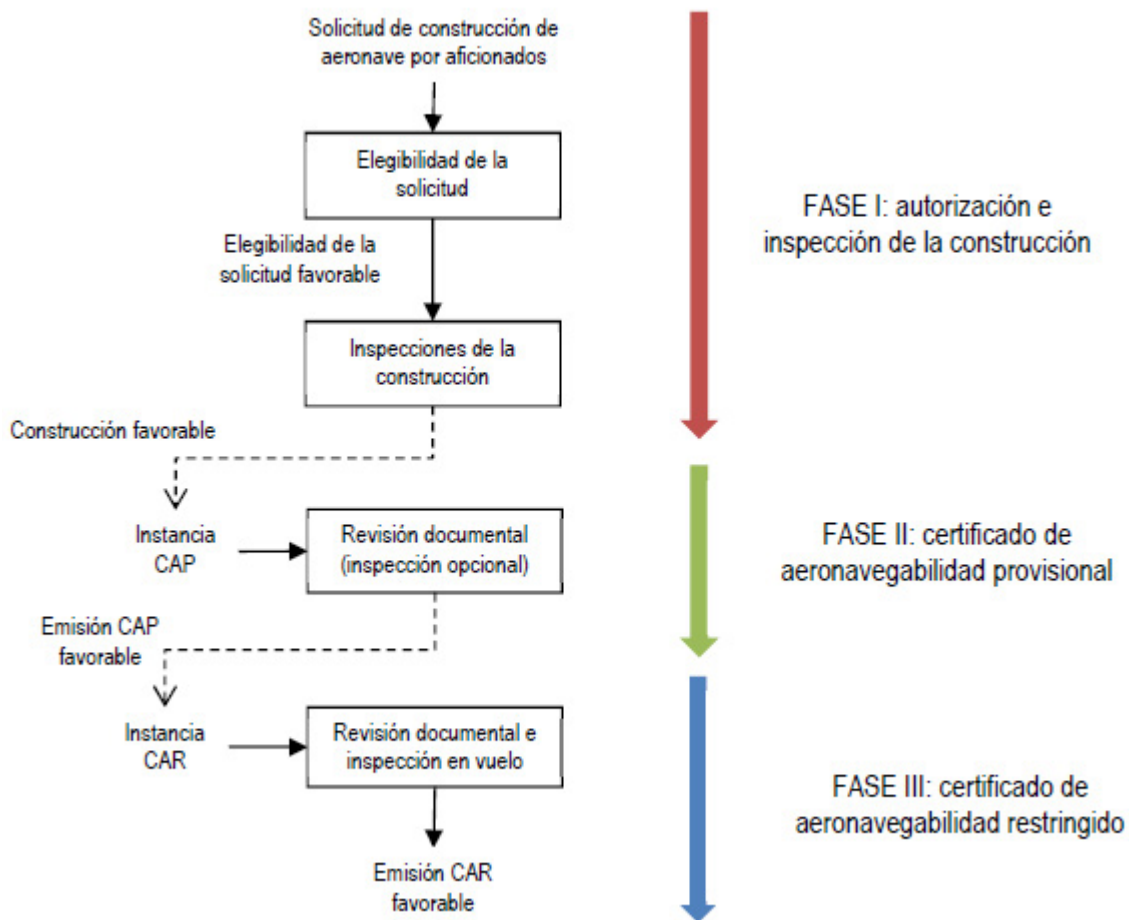 Solicitud de construcción de
aeronave por aficionados
Elegibilidad de la
solicitud
FASE I: autorización e
inspección de la construcción
Elegibilidad de la
solicitud favorable
Inspecciones de la
construcción
Construcción favorable
Instancia
CAP
Revisión documental
(inspección opcional)
FASE II: certificado de
aeronavegabilidad provisional
Emisión CAP
favorable
Instancia
CAR
Revisión documental e
inspección en vuelo
FASE III: certificado de
aeronavegabilidad restringido
Emisión CAR
favorable